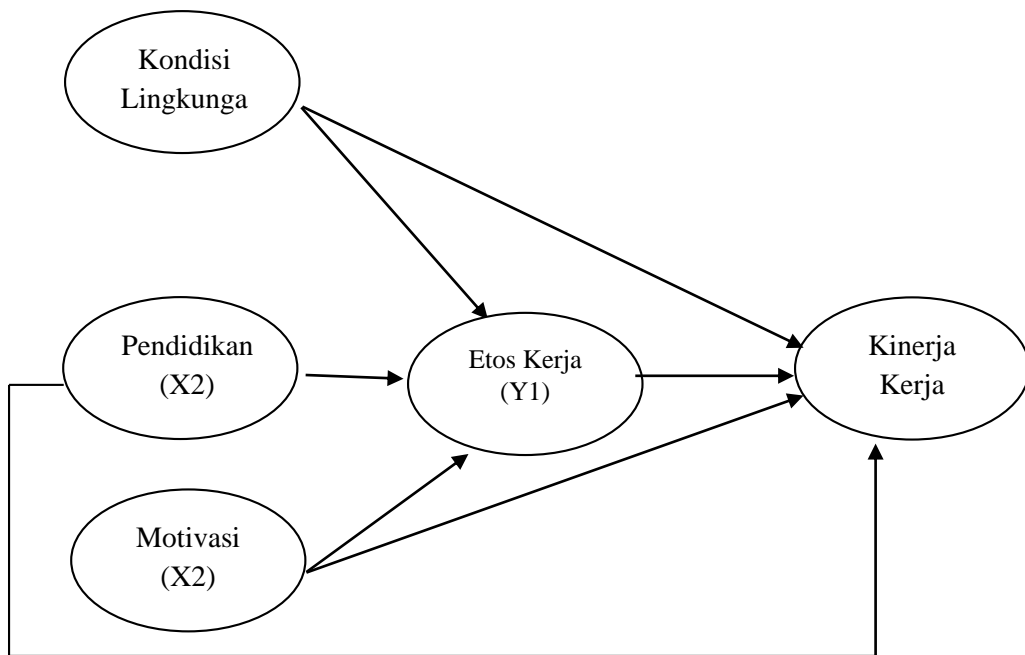 Kondisi
Lingkunga
Pendidikan
(X2)
Etos Kerja
(Y1)
Kinerja
Kerja
Motivasi
(X2)